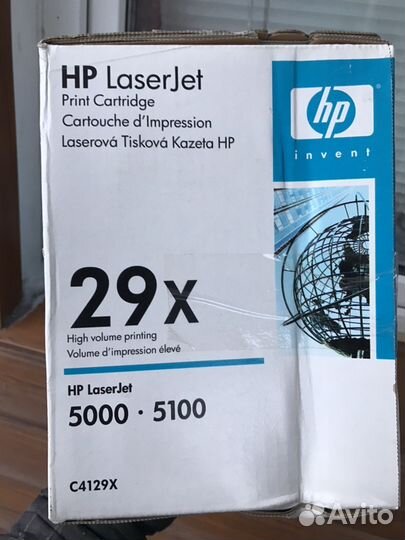 HP LaserJet
Print Cartridge
Cartouche d'Impression
Laserová Tisková Kazeta HP
hp
invent
29x
High volume printing
Volume d'impression élevé
HP LaserJet
5000 · 5100
C4129X
Avito